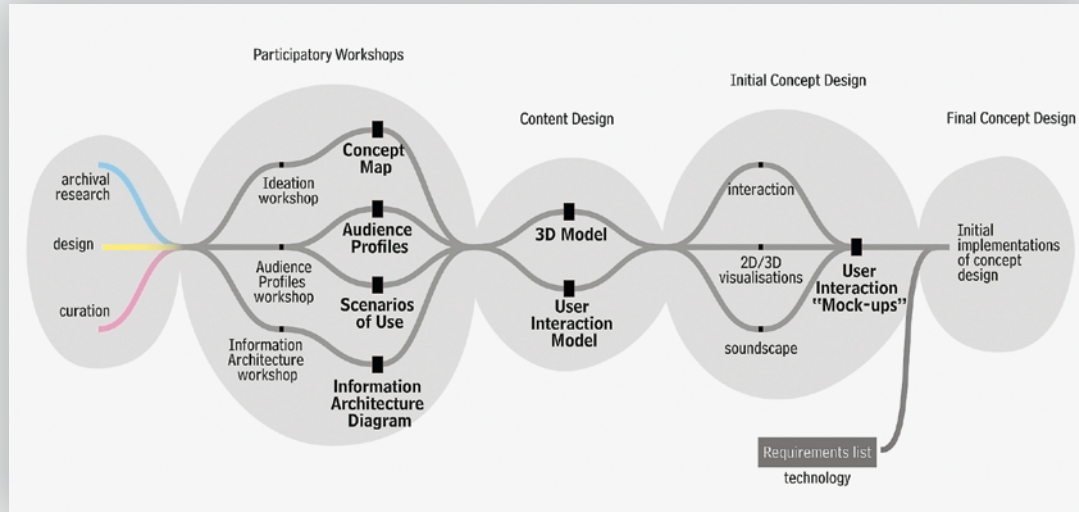 Participatory Workshops
Initial Concept Design
Content Design
Final Concept Design
archival
research
design
curation
Ideation
workshop
Concept
Map
Audience
Profiles
workshop
Audience
Profiles
Scenarios
of Use
Information
Architecture
workshop
Information
Architecture
Diagram
3D Model
User
Interaction
Model
interaction
2D/3D
visualisations
soundscape
User
Interaction
"Mock-ups"
Initial
implementations
of concept
design
Requirements list
technology